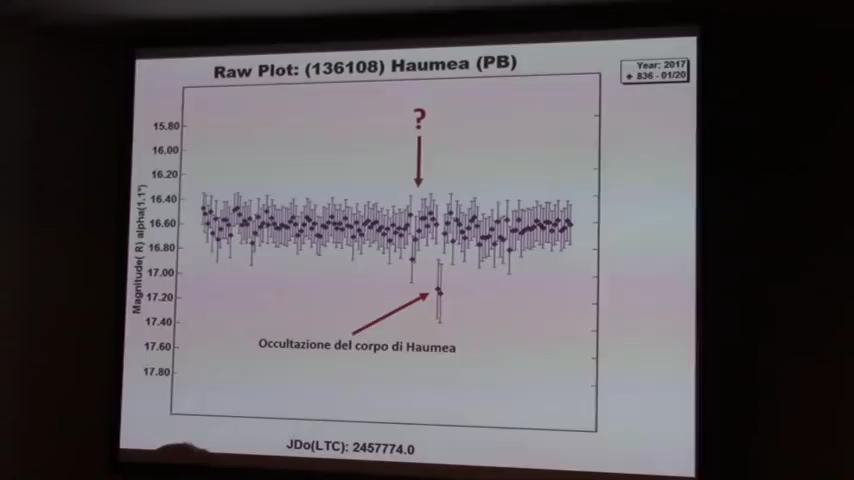 Raw Plot: (136108) Haumea (PB)
Year: 2017
836 - 01/20
?
15.80
16.00
16.20
16.40
16.60
16.80
17.00
17.20
17.40
17.60
17.80
Magnitude( R) alpha(1.1°)
Occultazione del corpo di Haumea
JDo(LTC): 2457774.0